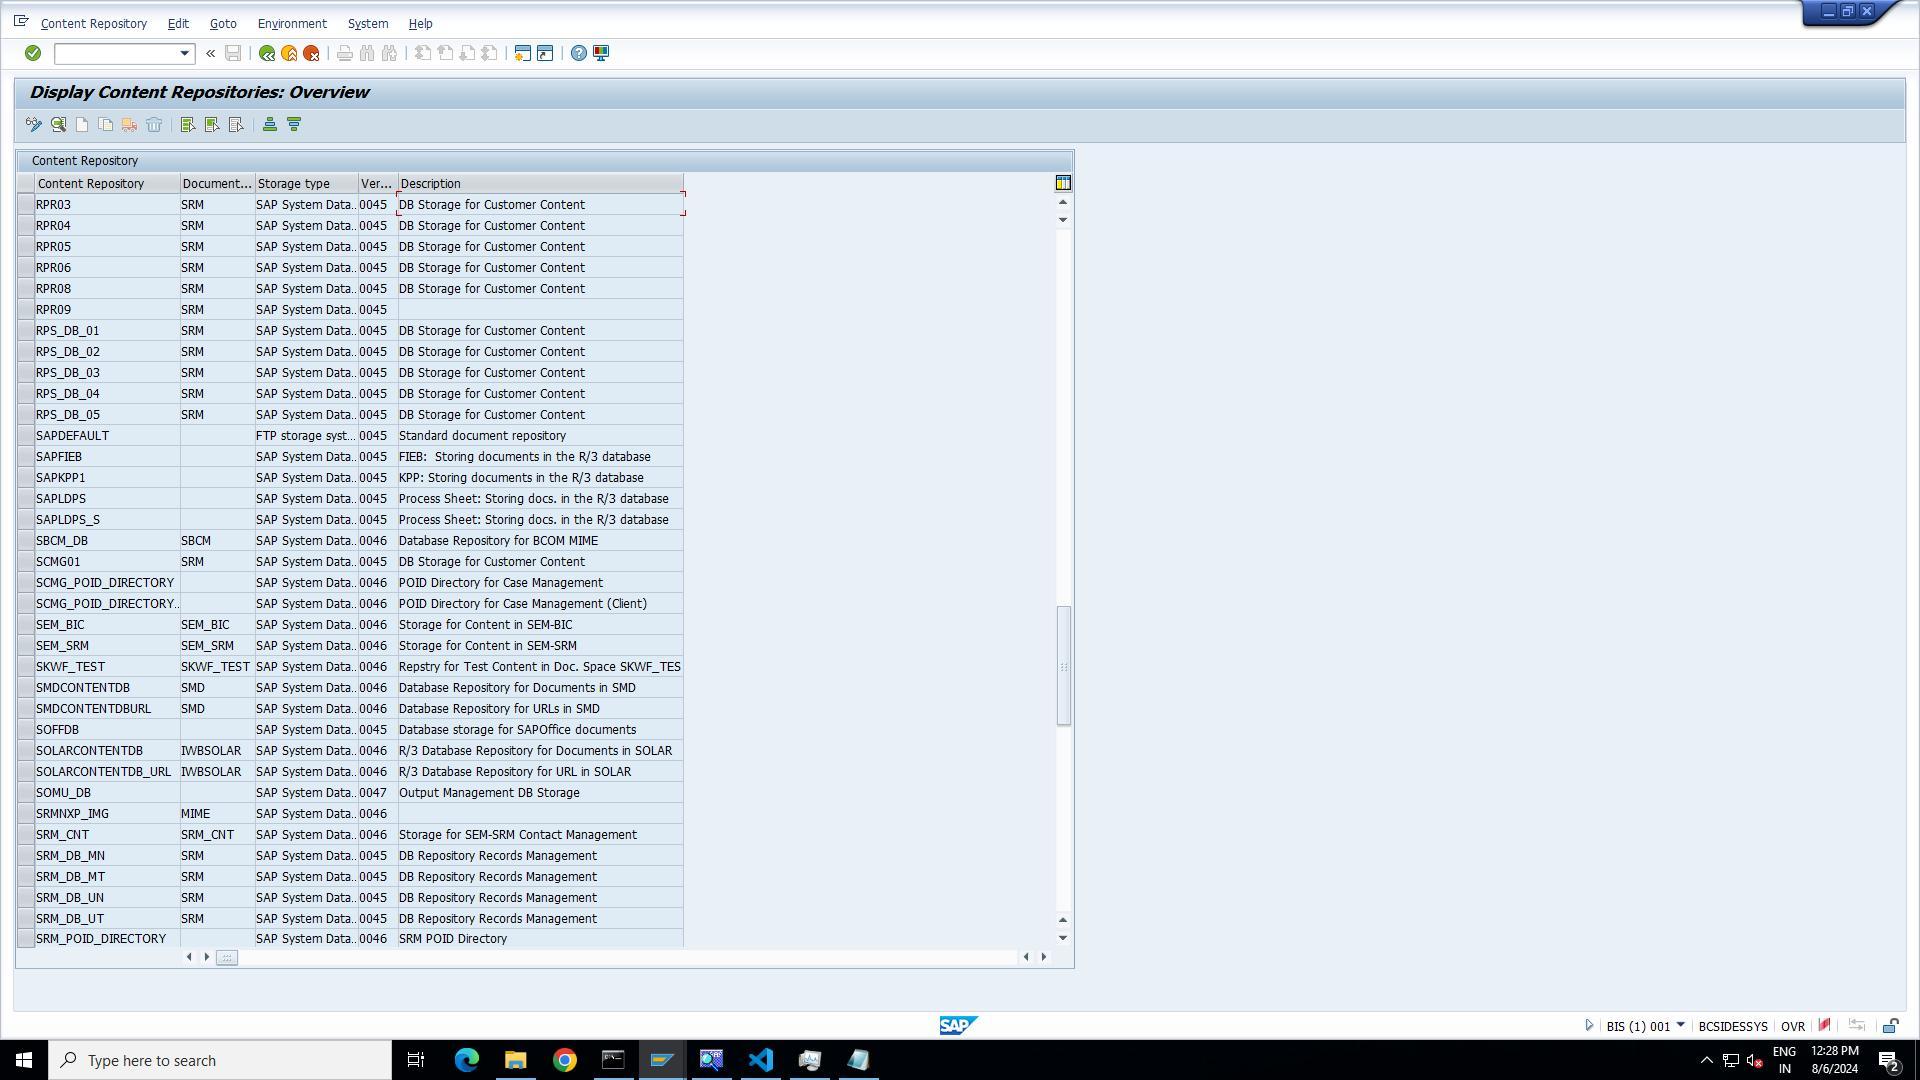 Content Repository Edit Goto Environment System Help
Display Content Repositories: Overview
Content Repository
Content Repository Document... Storage type Ver... Description
RPR03 SRM SAP System Data.. 0045 DB Storage for Customer Content
RPR04 SRM SAP System Data.. 0045 DB Storage for Customer Content
RPR05 SRM SAP System Data.. 0045 DB Storage for Customer Content
RPR06 SRM SAP System Data.. 0045 DB Storage for Customer Content
RPR08 SRM SAP System Data.. 0045 DB Storage for Customer Content
RPR09 SRM SAP System Data.. 0045
RPS_DB_01 SRM SAP System Data.. 0045 DB Storage for Customer Content
RPS_DB_02 SRM SAP System Data.. 0045 DB Storage for Customer Content
RPS_DB_03 SRM SAP System Data.. 0045 DB Storage for Customer Content
RPS_DB_04 SRM SAP System Data.. 0045 DB Storage for Customer Content
RPS_DB_05 SRM SAP System Data.. 0045 DB Storage for Customer Content
SAPDEFAULT FTP storage syst... 0045 Standard document repository
SAPFIEB SAP System Data.. 0045 FIEB: Storing documents in the R/3 database
SAPKPP1 SAP System Data.. 0045 KPP: Storing documents in the R/3 database
SAPLDPS SAP System Data.. 0045 Process Sheet: Storing docs. in the R/3 database
SAPLDPS_S SAP System Data.. 0045 Process Sheet: Storing docs. in the R/3 database
SBCM_DB SBCM SAP System Data.. 0046 Database Repository for BCOM MIME
SCMG01 SRM SAP System Data.. 0045 DB Storage for Customer Content
SCMG_POID_DIRECTORY SAP System Data.. 0046 POID Directory for Case Management
SCMG_POID_DIRECTORY.. SAP System Data.. 0046 POID Directory for Case Management (Client)
SEM_BIC SEM_BIC SAP System Data.. 0046 Storage for Content in SEM-BIC
SEM_SRM SEM_SRM SAP System Data.. 0046 Storage for Content in SEM-SRM
SKWF_TEST SKWF_TEST SAP System Data.. 0046 Repstry for Test Content in Doc. Space SKWF_TES
SMDCONTENTDB SMD SAP System Data.. 0046 Database Repository for Documents in SMD
SMDCONTENTDBURL SMD SAP System Data.. 0046 Database Repository for URLs in SMD
SOFFDB SAP System Data.. 0045 Database storage for SAPOffice documents
SOLARCONTENTDB IWBSOLAR SAP System Data.. 0046 R/3 Database Repository for Documents in SOLAR
SOLARCONTENTDB_URL IWBSOLAR SAP System Data.. 0046 R/3 Database Repository for URL in SOLAR
SOMU_DB SAP System Data.. 0047 Output Management DB Storage
SRMNXP_IMG MIME SAP System Data.. 0046
SRM_CNT SRM_CNT SAP System Data.. 0046 Storage for SEM-SRM Contact Management
SRM_DB_MN SRM SAP System Data.. 0045 DB Repository Records Management
SRM_DB_MT SRM SAP System Data.. 0045 DB Repository Records Management
SRM_DB_UN SRM SAP System Data.. 0045 DB Repository Records Management
SRM_DB_UT SRM SAP System Data.. 0045 DB Repository Records Management
SRM_POID_DIRECTORY SAP System Data.. 0046 SRM POID Directory
SAP
BIS (1) 001 BCSIDESSYS OVR
Type here to search
ENG 12:28 PM
IN 8/6/2024
2